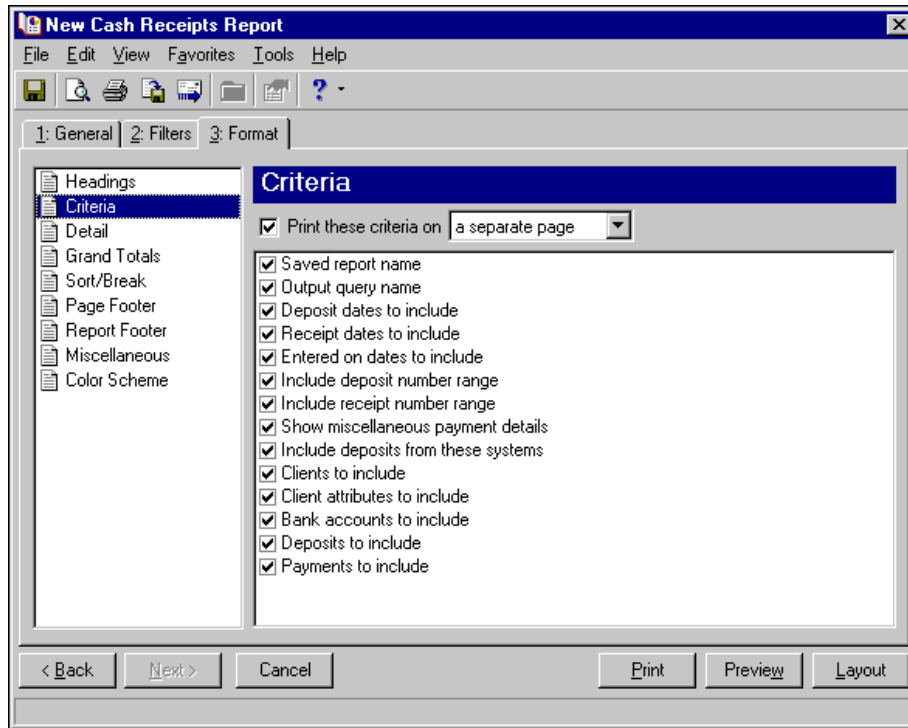 New Cash Receipts Report
File Edit View Favorites Tools Help
1: General 2: Filters 3: Format
Headings
Criteria
Detail
Grand Totals
Sort/Break
Page Footer
Report Footer
Miscellaneous
Color Scheme
Criteria
Print these criteria on a separate page
Saved report name
Output query name
Deposit dates to include
Receipt dates to include
Entered on dates to include
Include deposit number range
Include receipt number range
Show miscellaneous payment details
Include deposits from these systems
Clients to include
Client attributes to include
Bank accounts to include
Deposits to include
Payments to include
< Back Next > Cancel Print Preview Layout